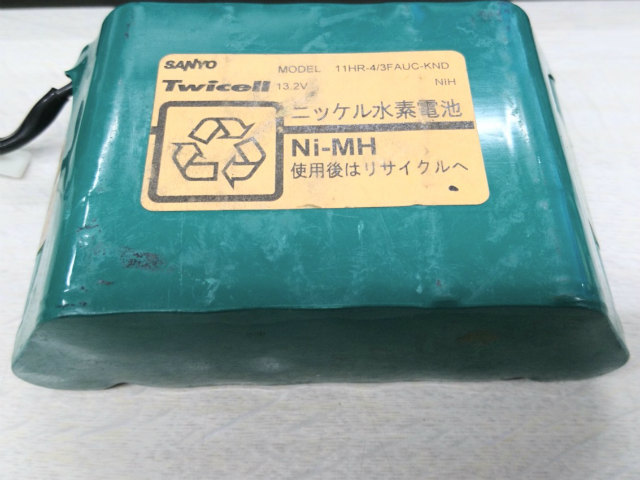 SANYO MODEL 11HR-4/3FAUC-KND
Twicell 13.2V NiH
ニッケル水素電池
Ni-MH
使用後はリサイクルへ